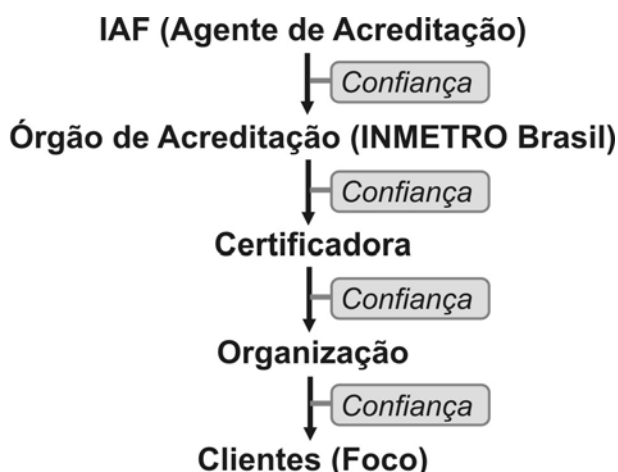 IAF (Agente de Acreditação)
Confiança
Órgão de Acreditação (INMETRO Brasil)
Confiança
Certificadora
Confiança
Organização
Confiança
Clientes (Foco)